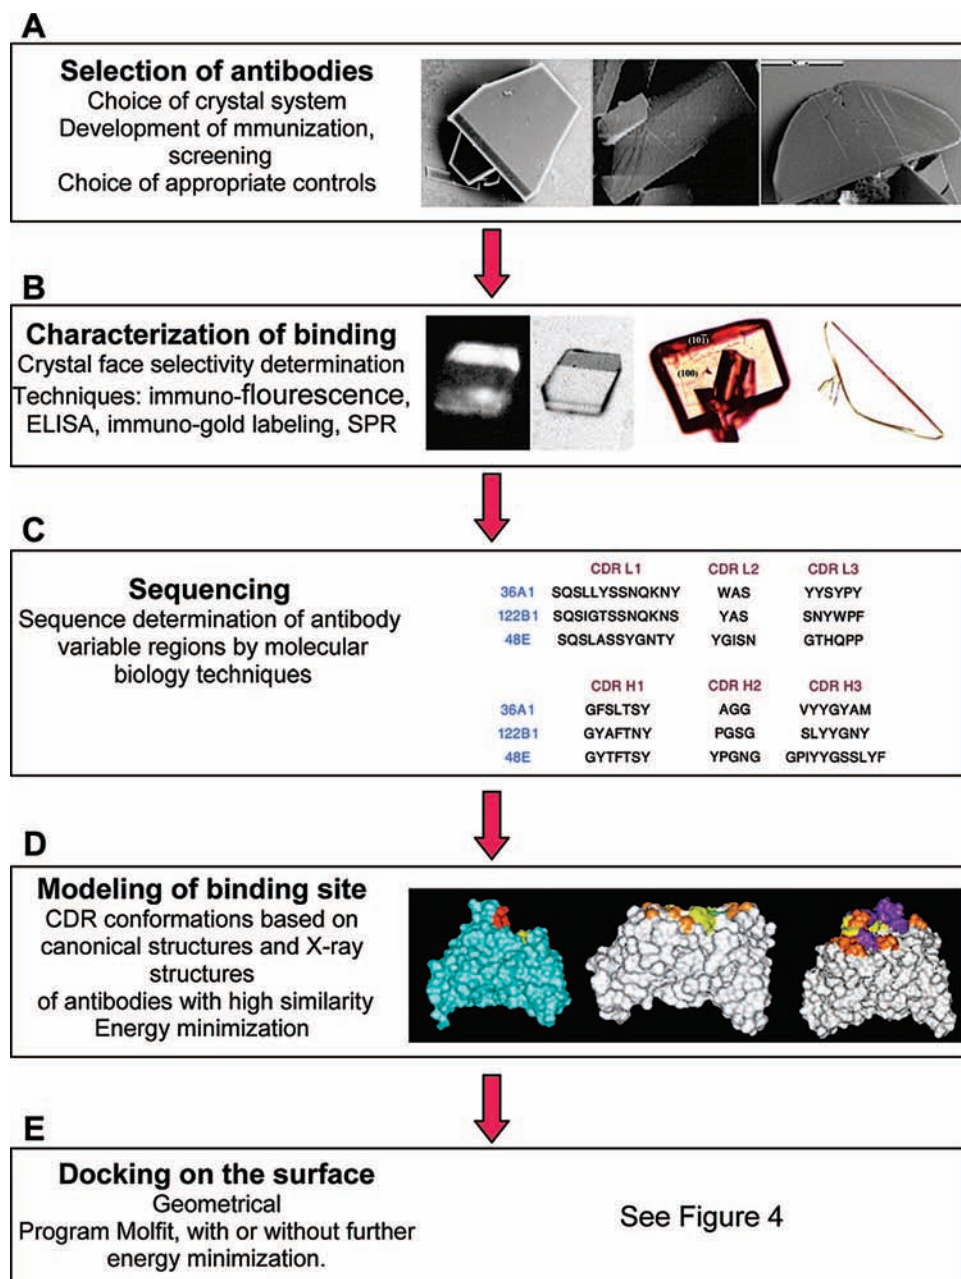 A
Selection of antibodies
Choice of crystal system
Development of mmunization,
screening
Choice of appropriate controls
B
Characterization of binding
Crystal face selectivity determination
Techniques: immuno-flourescence,
ELISA, immuno-gold labeling, SPR
(101̅)
(100)
C
Sequencing
Sequence determination of antibody
variable regions by molecular
biology techniques
CDR L1 CDR L2 CDR L3
36A1 SQSLLYSSNQKNY WAS YYSYPY
122B1 SQSIGTSSNQKNS YAS SNYWPF
48E SQSLASSYGNTY YGISN GTHQPP
CDR H1 CDR H2 CDR H3
36A1 GFSLTSY AGG VYYGYAM
122B1 GYAFTNY PGSG SLYYGNY
48E GYTFTSY YPGNG GPIYYGSSLYF
D
Modeling of binding site
CDR conformations based on
canonical structures and X-ray
structures
of antibodies with high similarity
Energy minimization
E
Docking on the surface
Geometrical
Program Molfit, with or without further
energy minimization.
See Figure 4